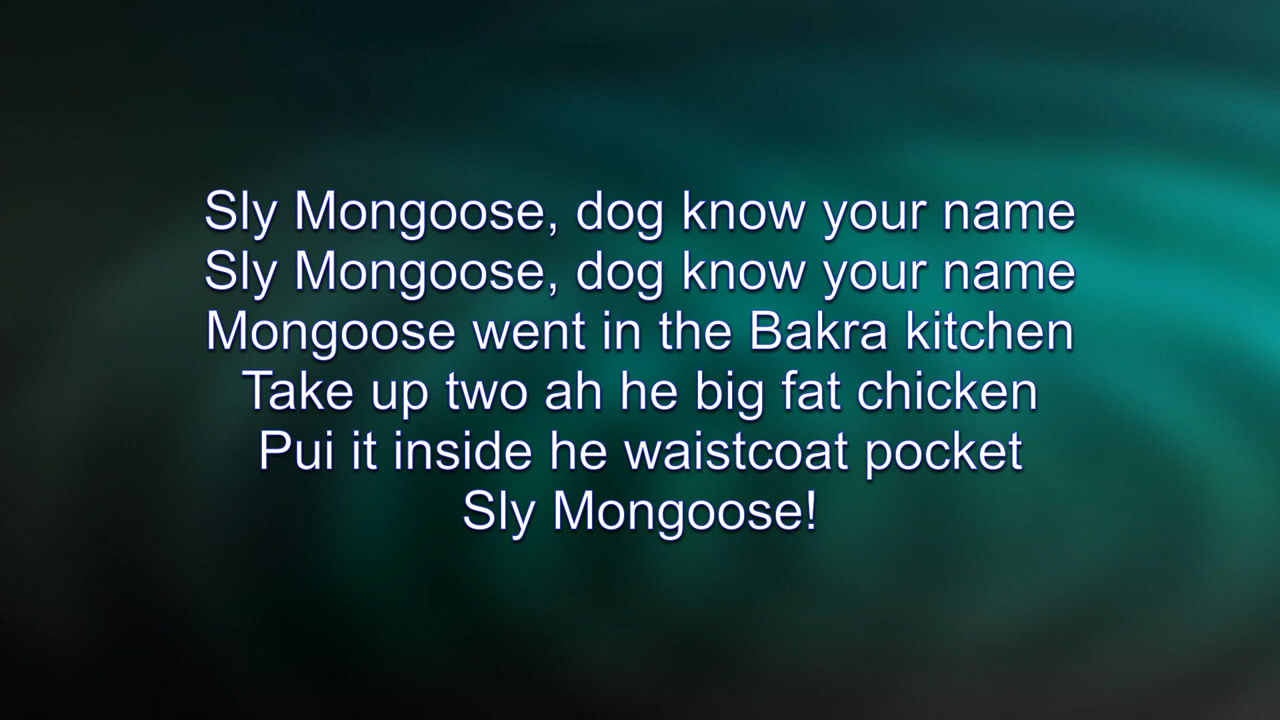 Sly Mongoose, dog know your name
Sly Mongoose, dog know your name
Mongoose went in the Bakra kitchen
Take up two ah he big fat chicken
Pui it inside he waistcoat pocket
Sly Mongoose!